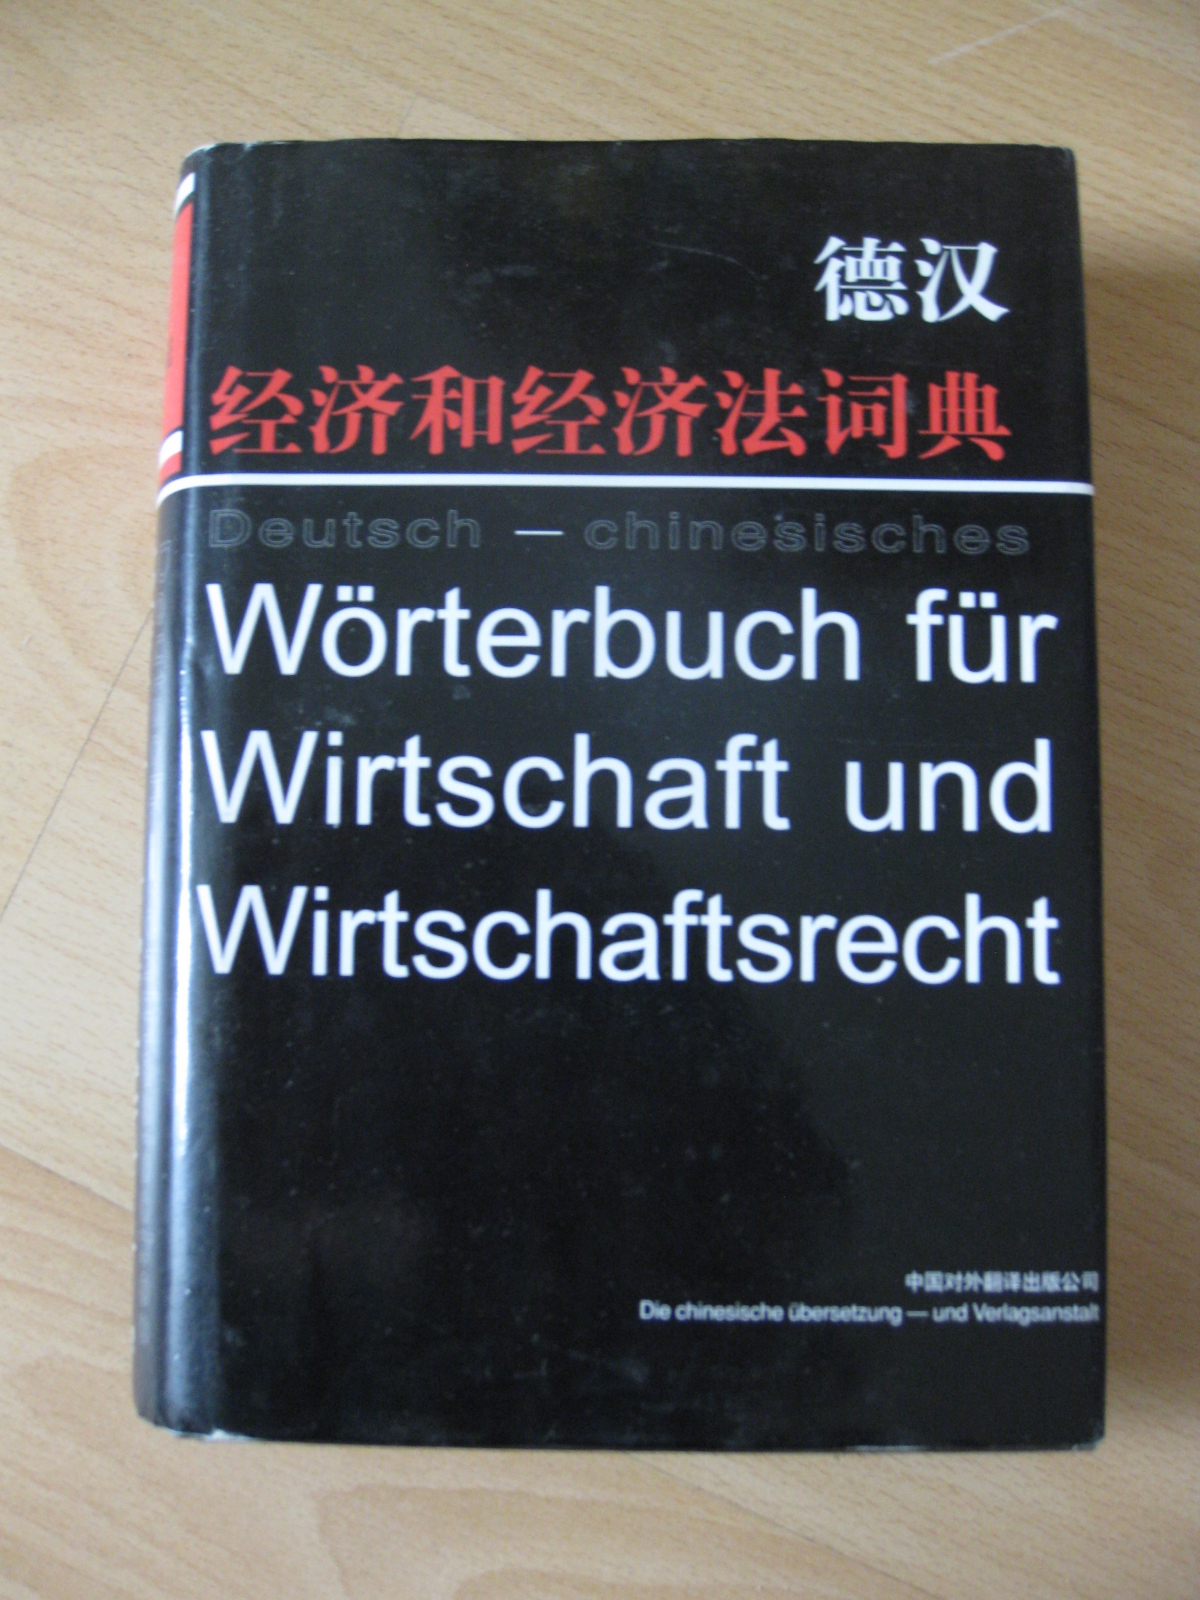 德汉
经济和经济法词典
Deutsch – chinesisches
Wörterbuch für
Wirtschaft und
Wirtschaftsrecht
中国对外翻译出版公司
Die chinesische übersetzung — und Verlagsanstalt